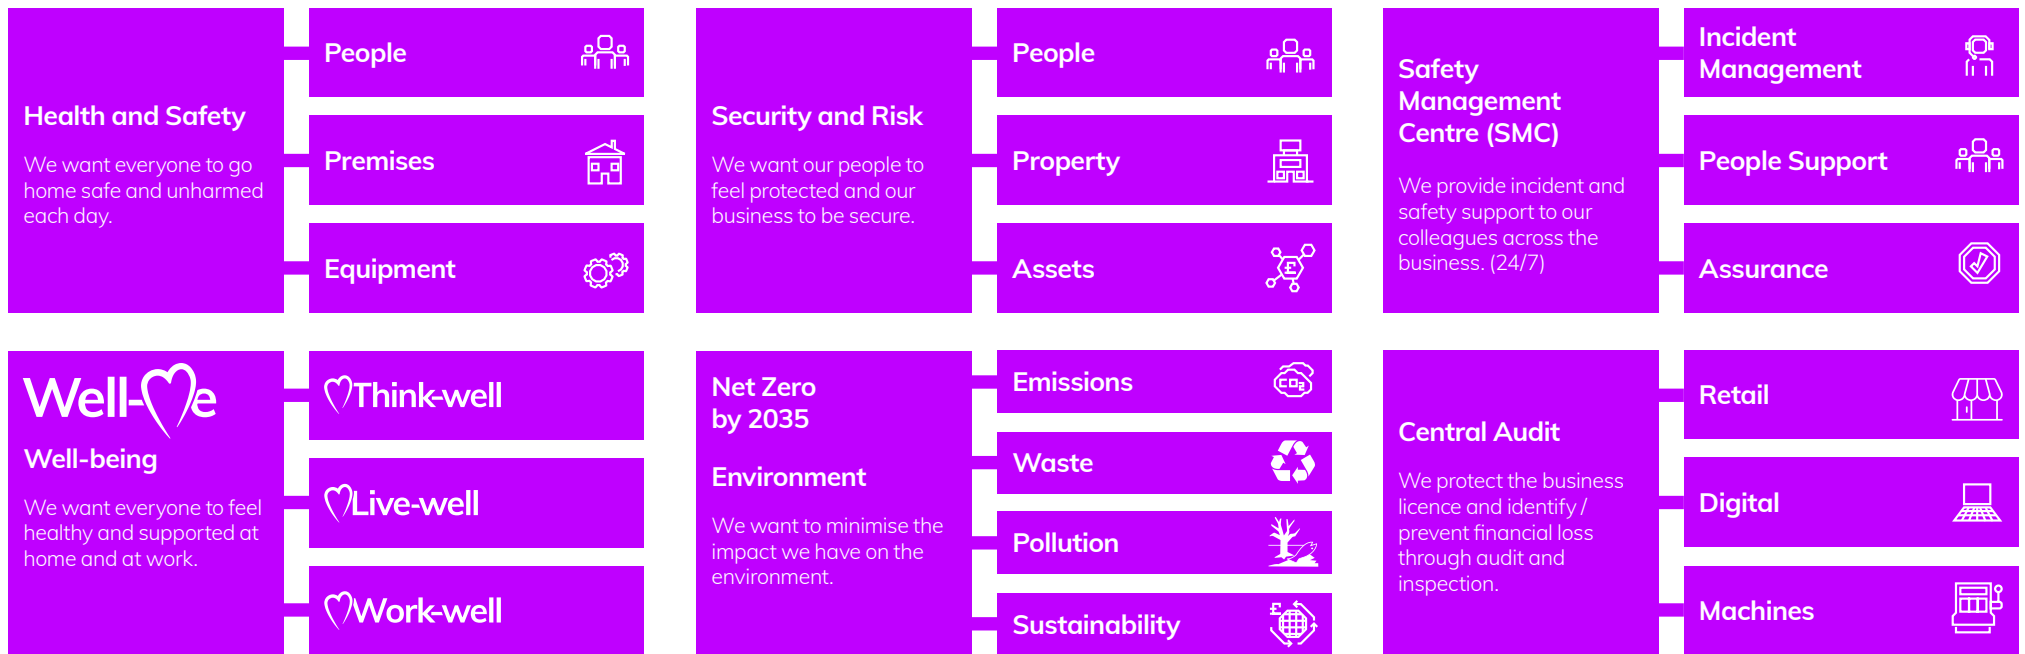 Health and Safety
We want everyone to go
home safe and unharmed
each day.
People
Premises
Equipment
Security and Risk
We want our people to
feel protected and our
business to be secure.
People
Property
Assets
£
Safety
Management
Centre (SMC)
We provide incident and
safety support to our
colleagues across the
business. (24/7)
Incident
Management
People Support
Assurance
Well-Me
Well-being
We want everyone to feel
healthy and supported at
home and at work.
Think-well
Live-well
Work-well
Net Zero
by 2035
Environment
We want to minimise the
impact we have on the
environment.
Emissions
CO2
Waste
Pollution
Sustainability
£
Central Audit
We protect the business
licence and identify /
prevent financial loss
through audit and
inspection.
Retail
Digital
Machines